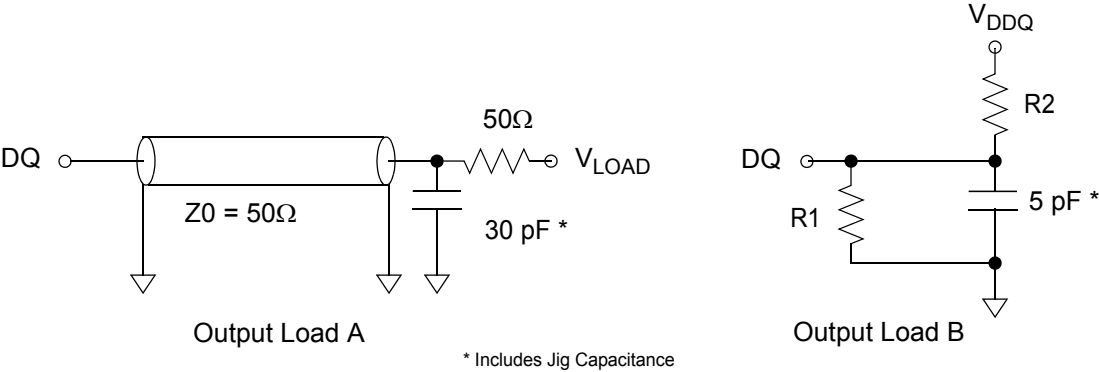 V_DDQ
R2
50Ω
DQ
V_LOAD
Z0 = 50Ω
30 pF *
DQ
R1
5 pF *
Output Load A
Output Load B
* Includes Jig Capacitance